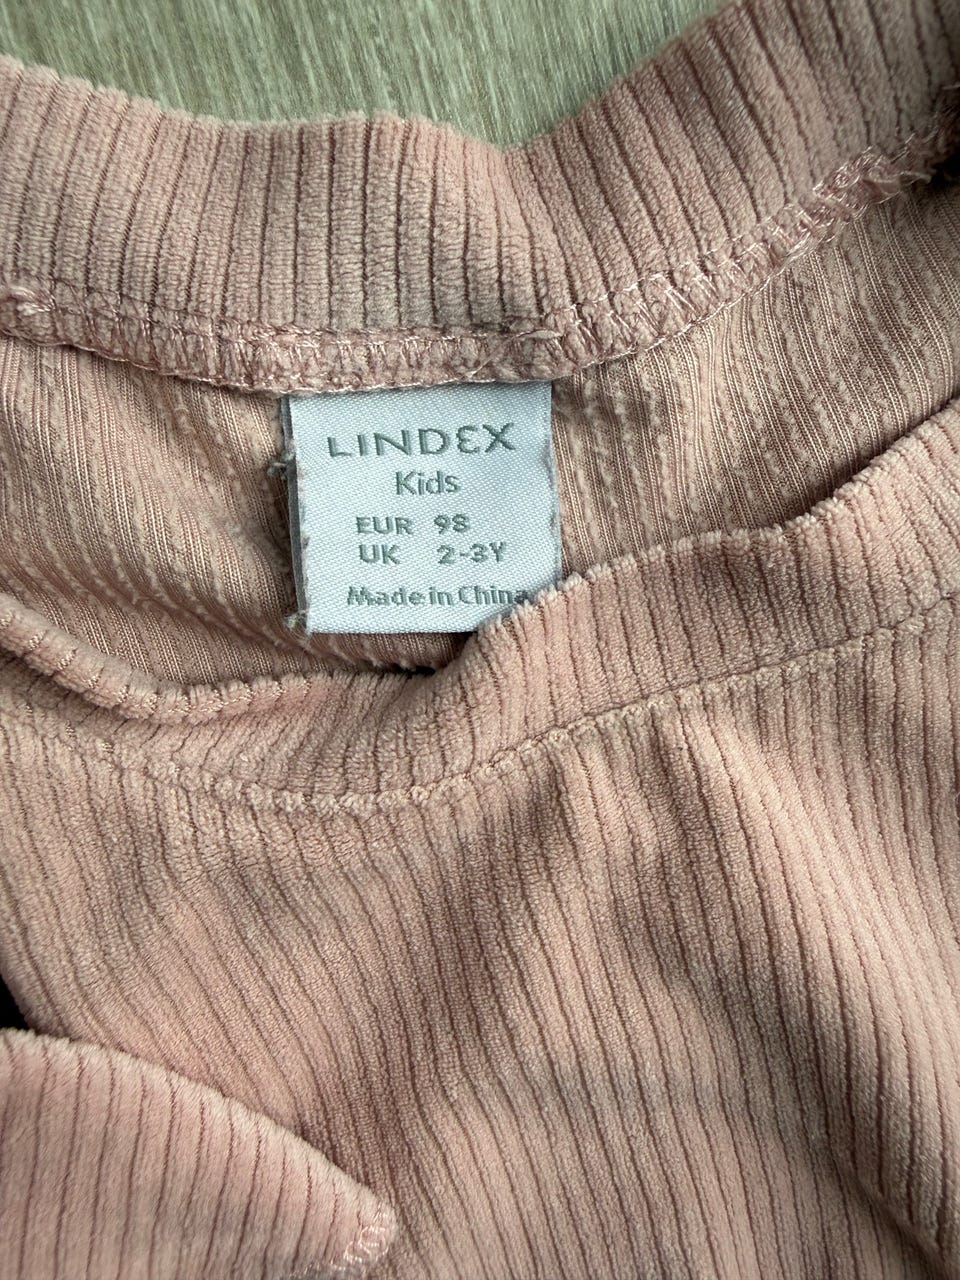 LINDEX
Kids
EUR 98
UK 2-3Y
Made in China